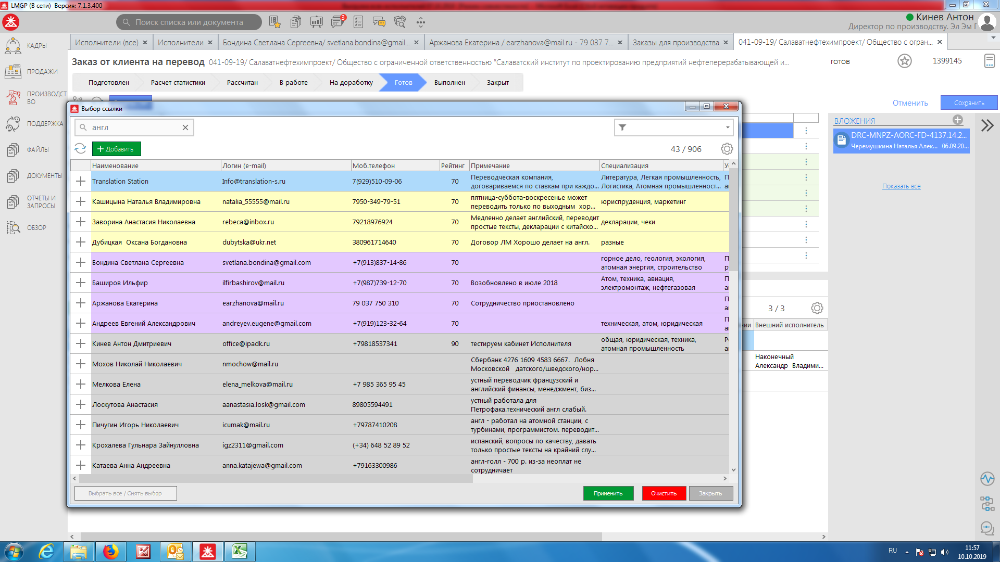 LMGP (В сети)  Версия: 7.1.3.400
Поиск списка или документа
3
Кинев Антон
Директор по производству. Эл Эм Г
КАДРЫ
ПРОДАЖИ
ПРОИЗВОДСТ
ВО
ПОДДЕРЖКА
ФАЙЛЫ
ДОКУМЕНТЫ
ОТЧЕТЫ И
ЗАПРОСЫ
ОБЗОР
Исполнители (все)
Исполнители
Бондина Светлана Сергеевна/ svetlana.bondina@gmail...
Аржанова Екатерина / earzhanova@mail.ru - 79 037 7...
Заказы для производства
041-09-19/ Салаватнефтехимпроект/ Общество с огран...
Заказ от клиента на перевод 041-09-19/ Салаватнефтехимпроект/ Общество с ограниченной ответственностью "Салаватский институт по проектированию предприятий нефтеперерабатывающей и...
готов
1399145
Подготовлен
Расчет статистики
Рассчитан
В работе
На доработку
Готов
Выполнен
Закрыт
Отменить
Сохранить
ВЛОЖЕНИЯ
DRC-MNPZ-AORC-FD-4137.14.2...
Черемушкина Наталья Алек... 06.09.20...
Показать все
Выбор ссылки
англ
Добавить
43 / 906
Наименование Логин (e-mail) Моб.телефон Рейтинг Примечание Специализация Ус
Translation Station Info@translation-s.ru 7(929)510-09-06 70 Переводческая компания, договариваемся по ставкам при каждо... Литература, Легкая промышленность, Логистика, Атомная промышленност... П ан
Кашицына Наталья Владимировна natalia_55555@mail.ru 7950-349-79-51 70 пятница-суббота-воскресенье может переводить только по выходным хор... юриспруденция, маркетинг
Заворина Анастасия Николаевна rebeca@inbox.ru 79218976924 70 Медленно делает английский, переводит простые тексты, декларации с китайско... декларации, чеки
Дубицкая Оксана Богдановна dubytska@ukr.net 380961714640 70 Договор ЛМ Хорошо делает на англ. разные
Бондина Светлана Сергеевна svetlana.bondina@gmail.com +7(913)837-14-86 70 горное дело, геология, экология, атомная энергия, строительство П ру
Баширов Ильфир ilfirbashirov@mail.ru +7(987)739-12-70 70 Возобновлено в июле 2018 Атом, техника, авиация, электромонтаж, нефтегазовая П ан
Аржанова Екатерина earzhanova@mail.ru 79 037 750 310 70 Сотрудничество приостановлено П ан
Андреев Евгений Александрович andreyev.eugene@gmail.com +7(919)123-32-64 70 техническая, атом, юридическая П ан
Кинев Антон Дмитриевич office@ipadk.ru +79818537341 90 тестируем кабинет Исполнителя общая, юридическая, техника, атомная промышленность Ре ан
Мохов Николай Николаевич nmochow@mail.ru Сбербанк 4276 1609 4583 6667. Лобня Московской датского/шведского/нор...
Мелкова Елена elena_melkova@mail.ru +7 985 365 95 45 устный переводчик французский и английский финансы, менеджмент, биз...
Лоскутова Анастасия aanastasia.losk@gmail.com 89805594491 устный работала для Петрофака.технический англ слабый.
Пичугин Игорь Николаевич icumak@mail.ru +79787410208 англ - работал на атомной станции, с турбинами, программистом. переводит...
Крохалева Гульнара Зайнулловна igz2311@gmail.com (+34) 648 52 89 52 испанский, вопросы по качеству, давать только простые тексты на крайний слу...
Катаева Анна Андреевна anna.katajewa@gmail.com +79163300986 англ-голл - 700 р. из-за неоплат не сотрудничает
Выбрать все / Снять выбор
Применить
Очистить
Закрыть
3 / 3
нии Внешний исполнитель
Наконечный
Александр Владими...
RU
11:57
10.10.2019